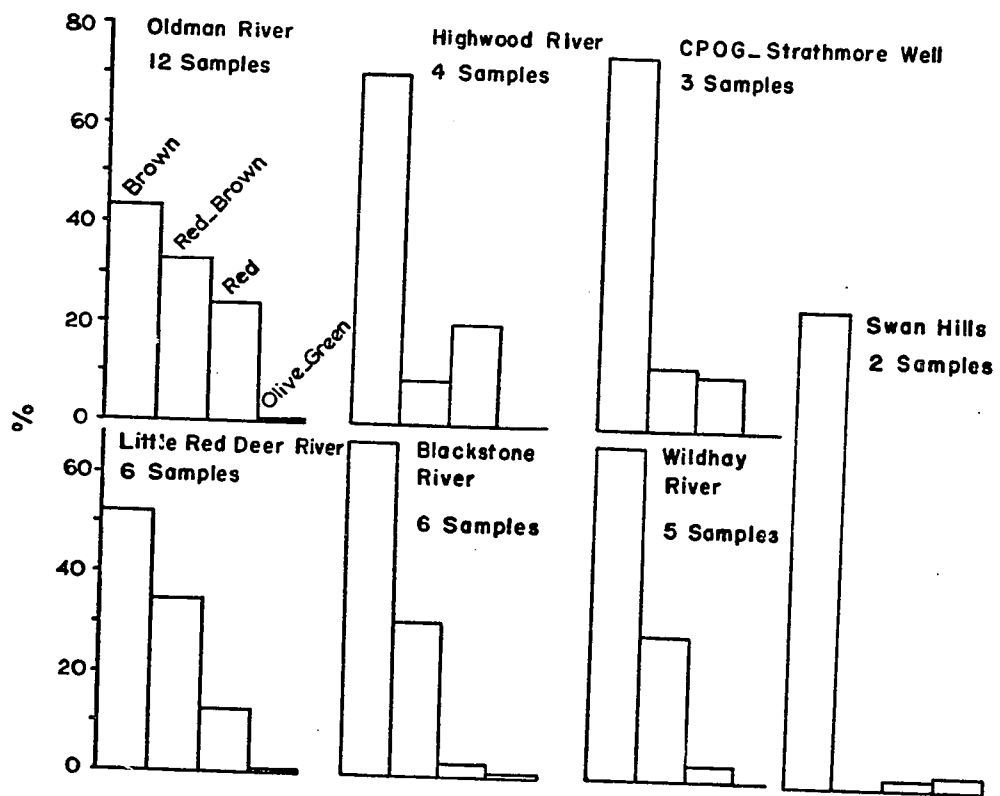 80
60
40
20
0
%
Oldman River
12 Samples
Brown
Red_Brown
Red
Olive_Green
Highwood River
4 Samples
CPOG_Strathmore Well
3 Samples
Swan Hills
2 Samples
60
40
20
0
Little Red Deer River
6 Samples
Blackstone
River
6 Samples
Wildhay
River
5 Samples